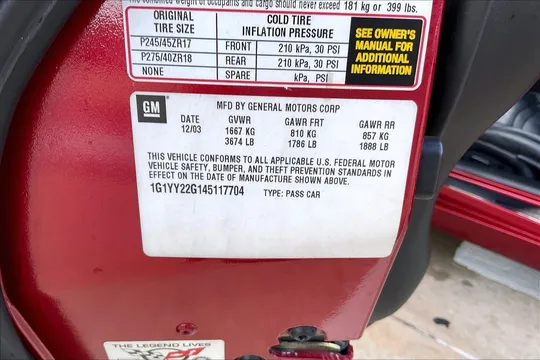 The combined weight of occupants and cargo should never exceed 181 kg or 399 lbs.
ORIGINAL TIRE SIZE
COLD TIRE INFLATION PRESSURE
SEE OWNER'S MANUAL FOR ADDITIONAL INFORMATION
P245/45ZR17 FRONT 210 kPa, 30 PSI
P275/40ZR18 REAR 210 kPa, 30 PSI
NONE SPARE kPa, PSI
GM MFD BY GENERAL MOTORS CORP
DATE GVWR GAWR FRT GAWR RR
12/03 1667 KG 810 KG 857 KG
3674 LB 1786 LB 1888 LB
THIS VEHICLE CONFORMS TO ALL APPLICABLE U.S. FEDERAL MOTOR
VEHICLE SAFETY, BUMPER, AND THEFT PREVENTION STANDARDS IN
EFFECT ON THE DATE OF MANUFACTURE SHOWN ABOVE.
1G1YY22G145117704 TYPE: PASS CAR
THE LEGEND LIVES